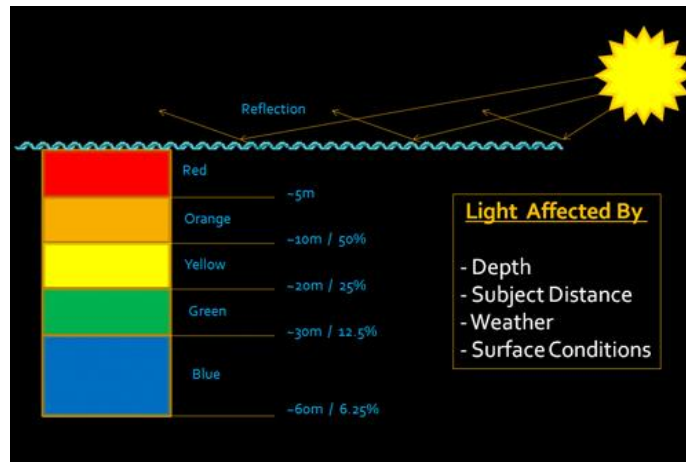 Reflection
Red
~5m
Orange
~10m / 50%
Yellow
~20m / 25%
Green
~30m / 12.5%
Blue
~60m / 6.25%
Light Affected By
- Depth
- Subject Distance
- Weather
- Surface Conditions